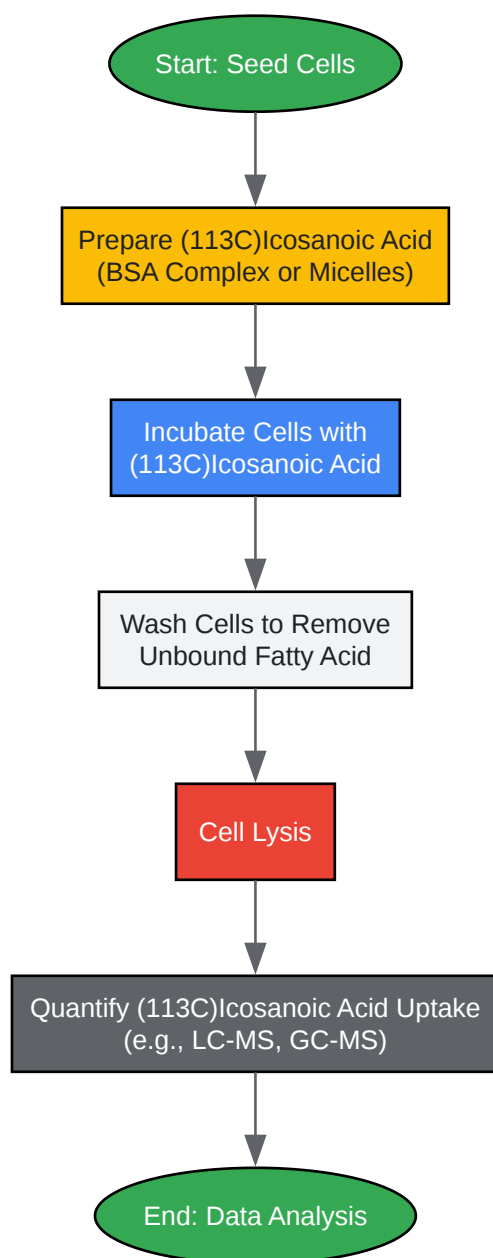 Start: Seed Cells
Prepare (113C)Icosanoic Acid
(BSA Complex or Micelles)
Incubate Cells with
(113C)Icosanoic Acid
Wash Cells to Remove
Unbound Fatty Acid
Cell Lysis
Quantify (113C)Icosanoic Acid Uptake
(e.g., LC-MS, GC-MS)
End: Data Analysis